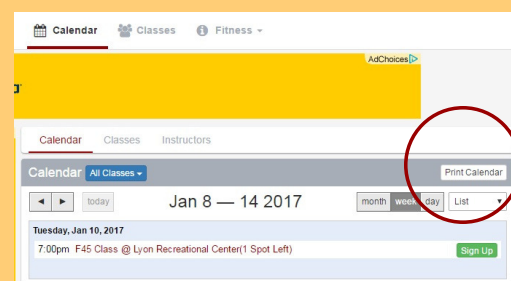 Calendar Classes Fitness
AdChoices
Calendar Classes Instructors
Calendar All Classes Print Calendar
today Jan 8 — 14 2017 month week day List
Tuesday, Jan 10, 2017
7:00pm F45 Class @ Lyon Recreational Center(1 Spot Left) Sign Up